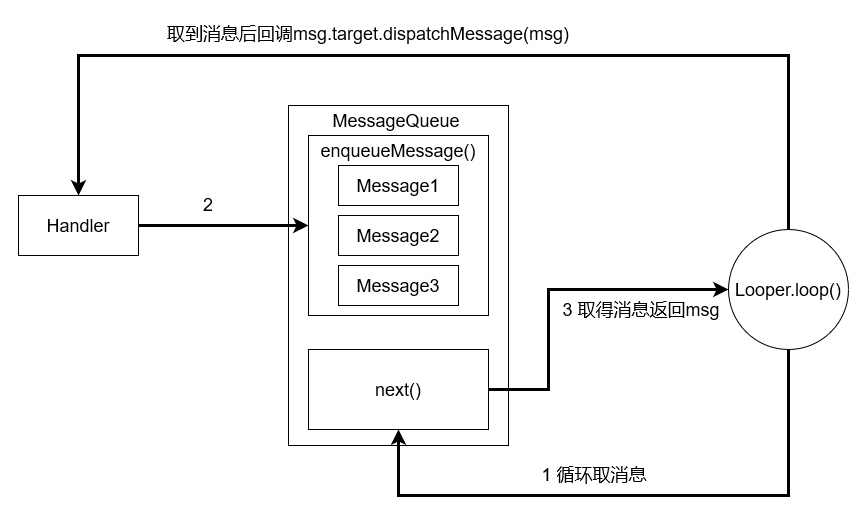 取到消息后回调msg.target.dispatchMessage(msg)
MessageQueue
enqueueMessage()
Message1
Handler
2
Message2
Message3
Looper.loop()
3 取得消息返回msg
next()
1 循环取消息